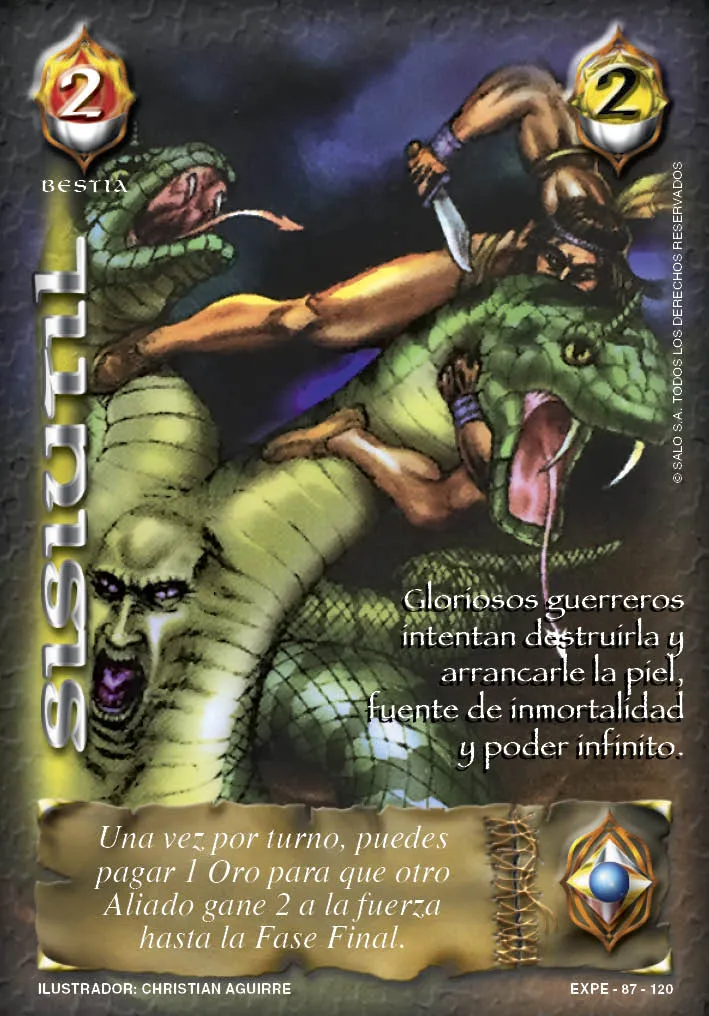 2
2
BESTIA
SISIUTIL
© SALO S.A. TODOS LOS DERECHOS RESERVADOS
Gloriosos guerreros
intentan destruirla y
arrancarle la piel,
fuente de inmortalidad
y poder infinito.
Una vez por turno, puedes
pagar 1 Oro para que otro
Aliado gane 2 a la fuerza
hasta la Fase Final.
ILUSTRADOR: CHRISTIAN AGUIRRE
EXPE - 87 - 120